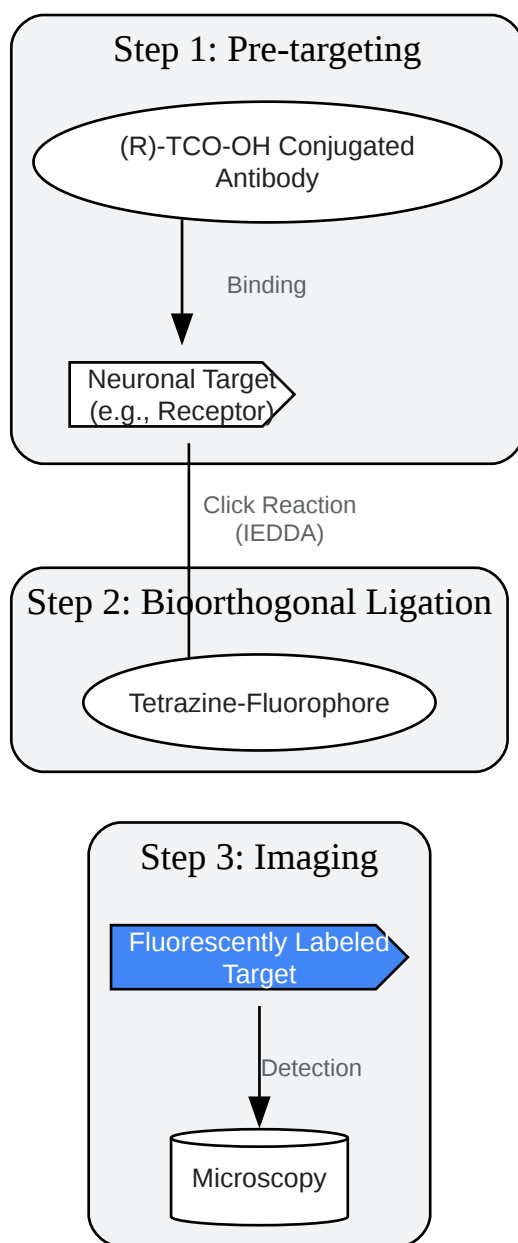 Step 1: Pre-targeting
(R)-TCO-OH Conjugated
Antibody
Binding
Neuronal Target
(e.g., Receptor)
Click Reaction
(IEDDA)
Step 2: Bioorthogonal Ligation
Tetrazine-Fluorophore
Step 3: Imaging
Fluorescently Labeled
Target
Detection
Microscopy